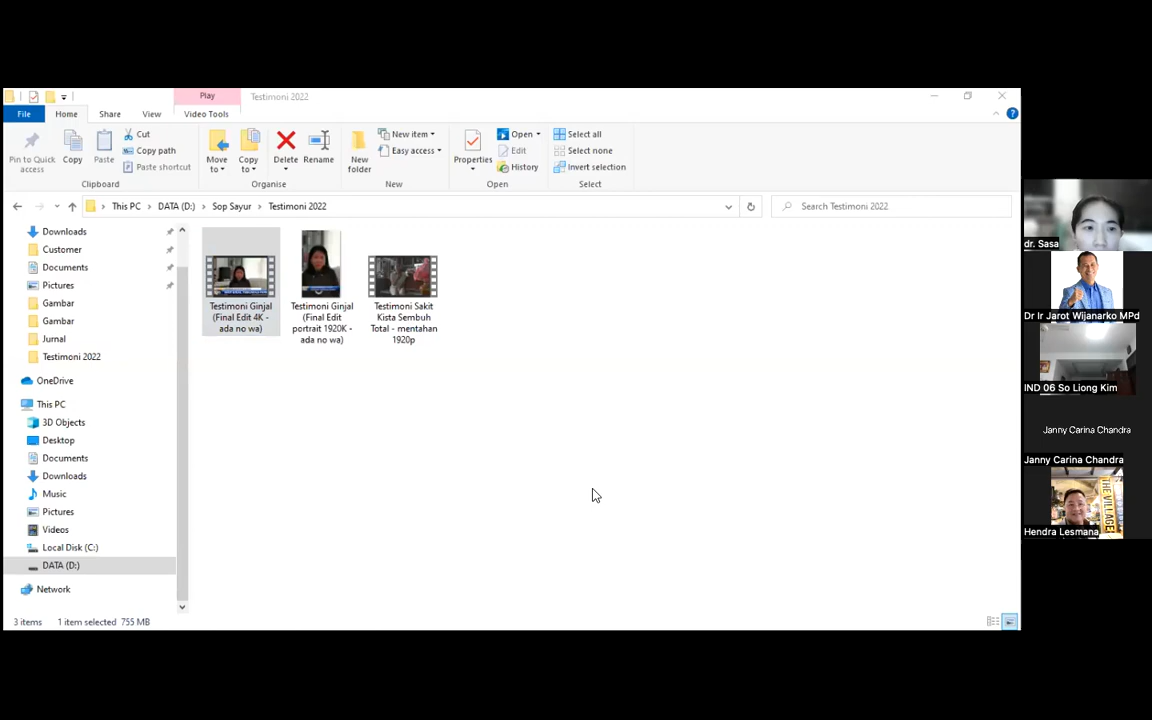 Play
Testimoni 2022
File
Home
Share
View
Video Tools
Pin to Quick
access
Copy
Paste
Cut
Copy path
Paste shortcut
Clipboard
Move
to
Copy
to
Delete
Rename
Organise
New
folder
New item
Easy access
New
Properties
Open
Edit
History
Open
Select all
Select none
Invert selection
Select
This PC
DATA (D:)
Sop Sayur
Testimoni 2022
Search Testimoni 2022
Downloads
Customer
Documents
Pictures
Gambar
Gambar
Jurnal
Testimoni 2022
OneDrive
This PC
3D Objects
Desktop
Documents
Downloads
Music
Pictures
Videos
Local Disk (C:)
DATA (D:)
Network
Testimoni Ginjal
(Final Edit 4K -
ada no wa)
Testimoni Ginjal
(Final Edit
portrait 1920K -
ada no wa)
Testimoni Sakit
Kista Sembuh
Total - mentahan
1920p
3 items
1 item selected 755 MB
dr. Sasa
Dr Ir Jarot Wijanarko MPd
IND 06 So Liong Kim
Janny Carina Chandra
Janny Carina Chandra
THE VILLAGE
Hendra Lesmana